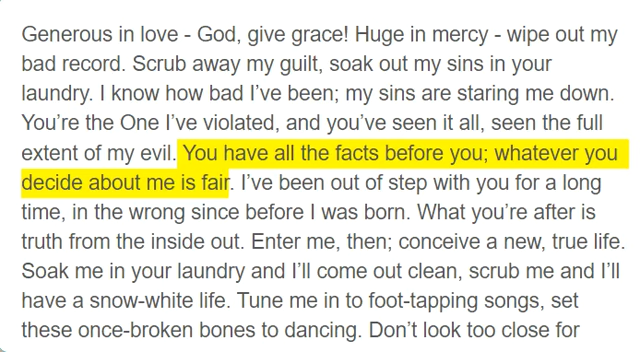 Generous in love - God, give grace! Huge in mercy - wipe out my
bad record. Scrub away my guilt, soak out my sins in your
laundry. I know how bad I’ve been; my sins are staring me down.
You’re the One I’ve violated, and you’ve seen it all, seen the full
extent of my evil. You have all the facts before you; whatever you
decide about me is fair. I’ve been out of step with you for a long
time, in the wrong since before I was born. What you’re after is
truth from the inside out. Enter me, then; conceive a new, true life.
Soak me in your laundry and I’ll come out clean, scrub me and I’ll
have a snow-white life. Tune me in to foot-tapping songs, set
these once-broken bones to dancing. Don’t look too close for